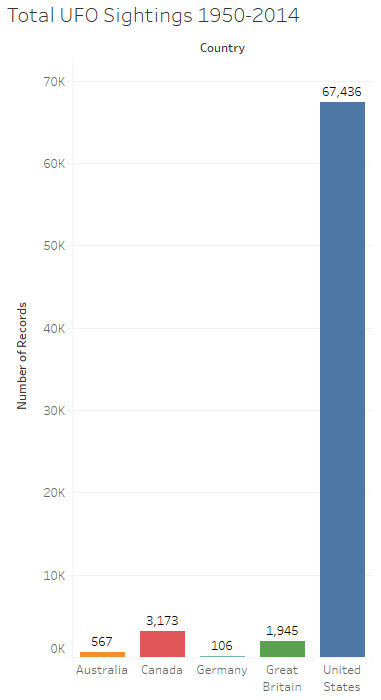 Total UFO Sightings 1950-2014
Country
70K
60K
50K
40K
30K
20K
10K
0K
Number of Records
567
3,173
106
1,945
67,436
Australia
Canada
Germany
Great
Britain
United
States